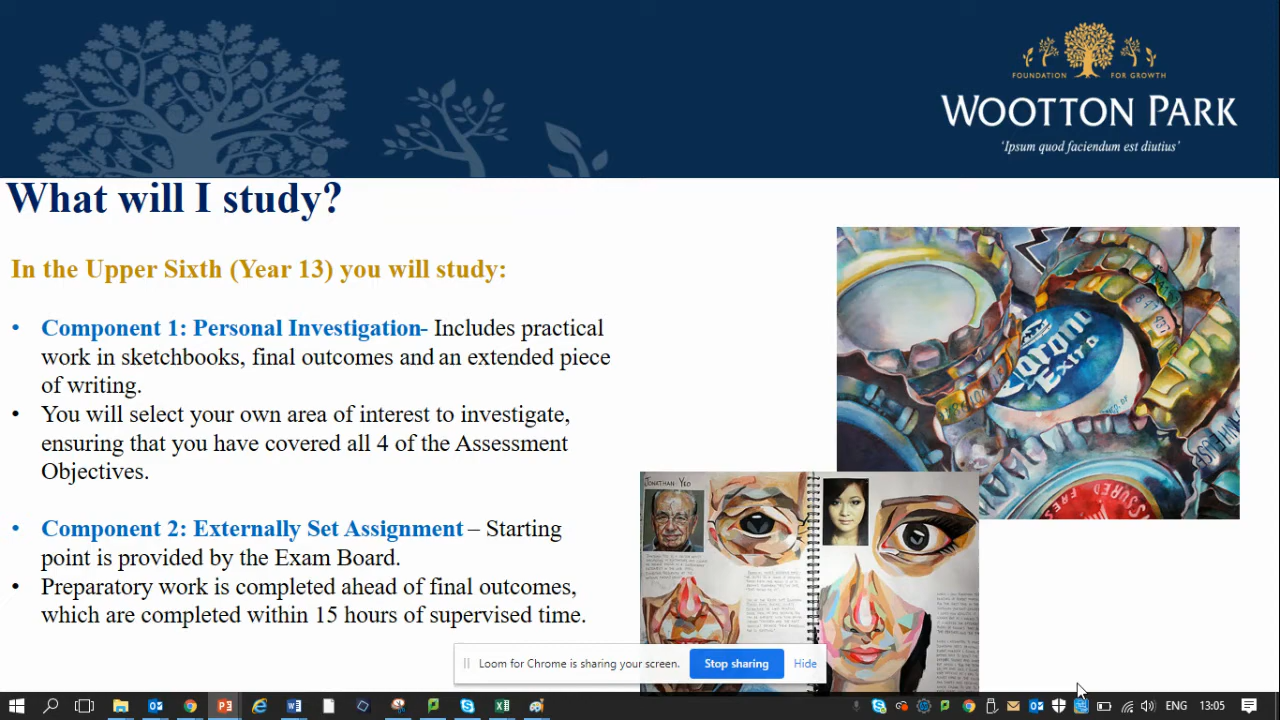 FOUNDATION FOR GROWTH
WOOTTON PARK
'Ipsum quod faciendum est diutius'
What will I study?
In the Upper Sixth (Year 13) you will study:
• Component 1: Personal Investigation- Includes practical
work in sketchbooks, final outcomes and an extended piece
of writing.
• You will select your own area of interest to investigate,
ensuring that you have covered all 4 of the Assessment
Objectives.
• Component 2: Externally Set Assignment – Starting
point is provided by the Exam Board.
• Preparatory work is completed ahead of final outcomes,
which are completed within 15 hours of supervised time.
Corona
Extra
JONATHAN YEO
Loom for Chrome is sharing your screen.
Stop sharing
Hide
ENG
13:05